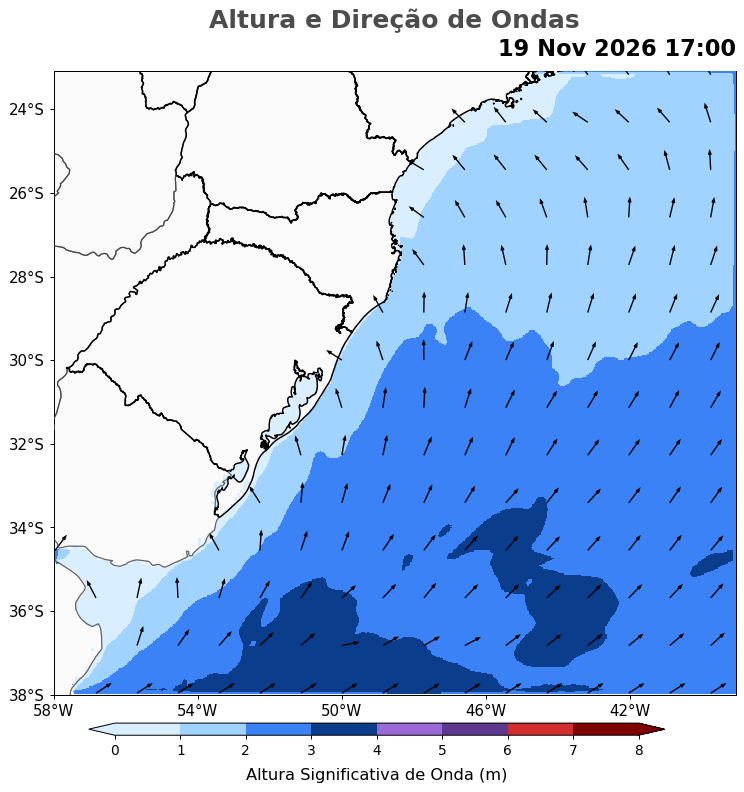 Altura e Direção de Ondas
19 Nov 2026 17:00
24°S
26°S
28°S
30°S
32°S
34°S
36°S
38°S
58°W 54°W 50°W 46°W 42°W
0 1 2 3 4 5 6 7 8
Altura Significativa de Onda (m)